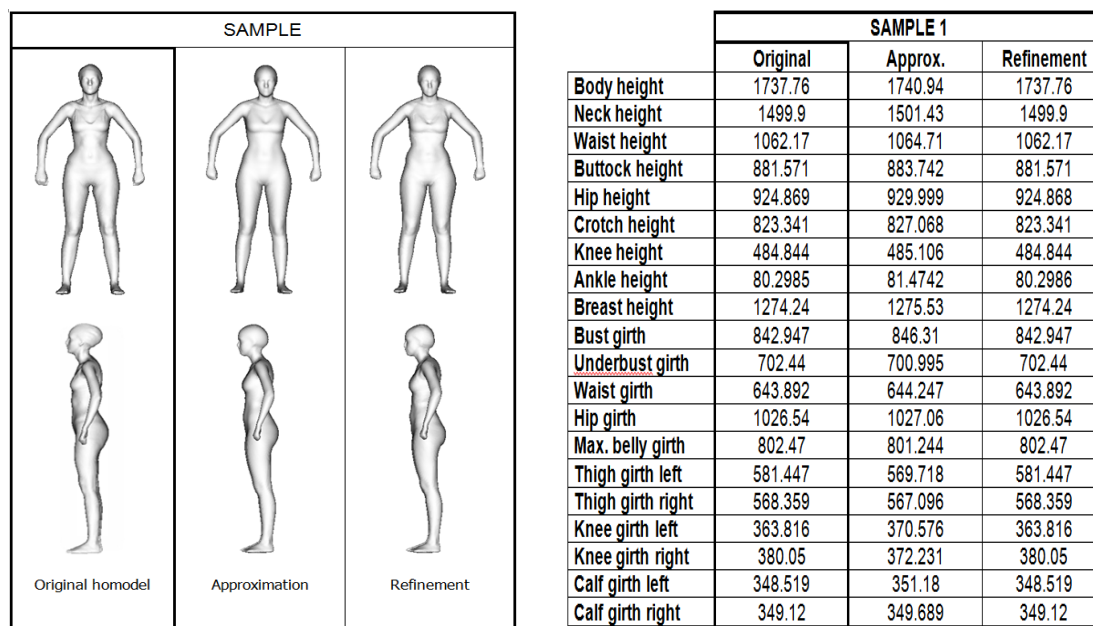 SAMPLE
Original homodel Approximation Refinement
SAMPLE 1
Original Approx. Refinement
Body height 1737.76 1740.94 1737.76
Neck height 1499.9 1501.43 1499.9
Waist height 1062.17 1064.71 1062.17
Buttock height 881.571 883.742 881.571
Hip height 924.869 929.999 924.868
Crotch height 823.341 827.068 823.341
Knee height 484.844 485.106 484.844
Ankle height 80.2985 81.4742 80.2986
Breast height 1274.24 1275.53 1274.24
Bust girth 842.947 846.31 842.947
Underbust girth 702.44 700.995 702.44
Waist girth 643.892 644.247 643.892
Hip girth 1026.54 1027.06 1026.54
Max. belly girth 802.47 801.244 802.47
Thigh girth left 581.447 569.718 581.447
Thigh girth right 568.359 567.096 568.359
Knee girth left 363.816 370.576 363.816
Knee girth right 380.05 372.231 380.05
Calf girth left 348.519 351.18 348.519
Calf girth right 349.12 349.689 349.12